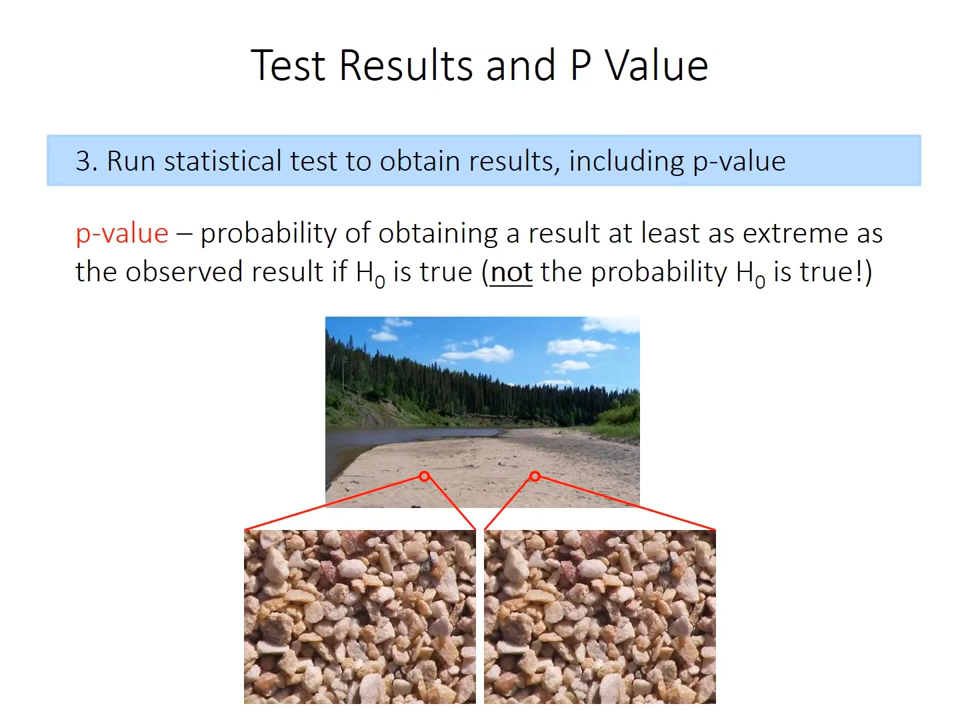 Test Results and P Value
3. Run statistical test to obtain results, including p-value
p-value – probability of obtaining a result at least as extreme as
the observed result if H₀ is true (not the probability H₀ is true!)